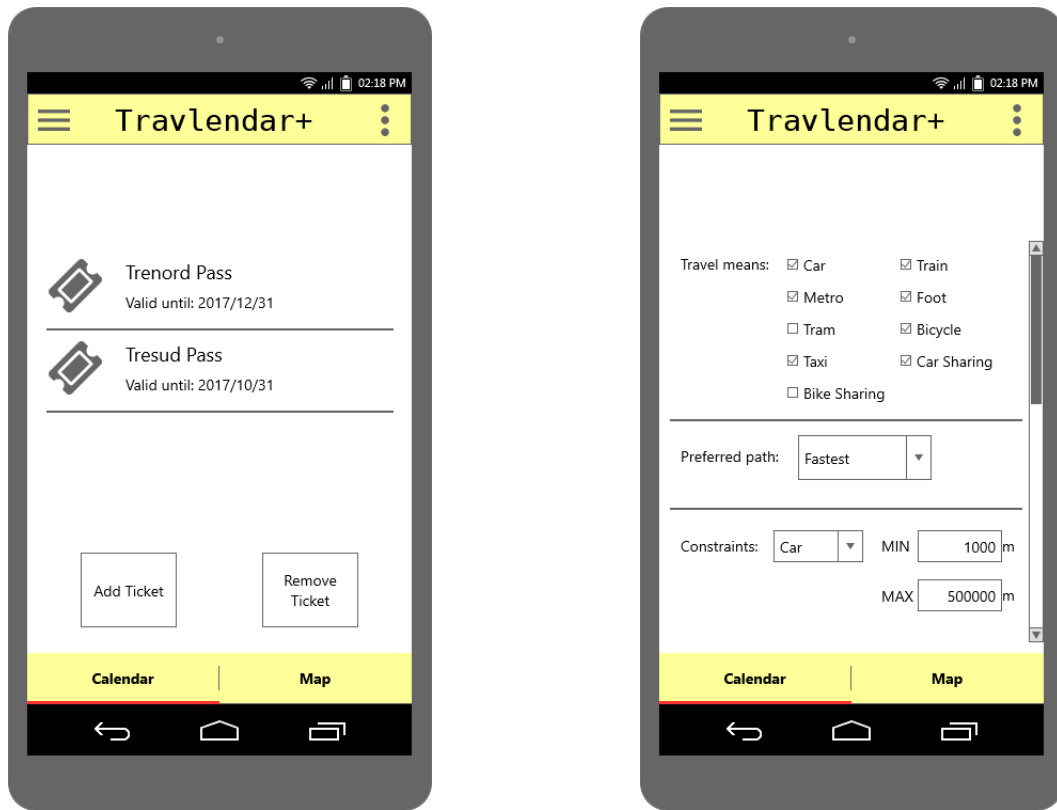 02:18 PM
Travlendar+
Trenord Pass
Valid until: 2017/12/31
Tresud Pass
Valid until: 2017/10/31
Add Ticket
Remove
Ticket
Calendar
Map
02:18 PM
Travlendar+
Travel means:
Car
Train
Metro
Foot
Tram
Bicycle
Taxi
Car Sharing
Bike Sharing
Preferred path:
Fastest
Constraints:
Car
MIN
1000 m
MAX
500000 m
Calendar
Map